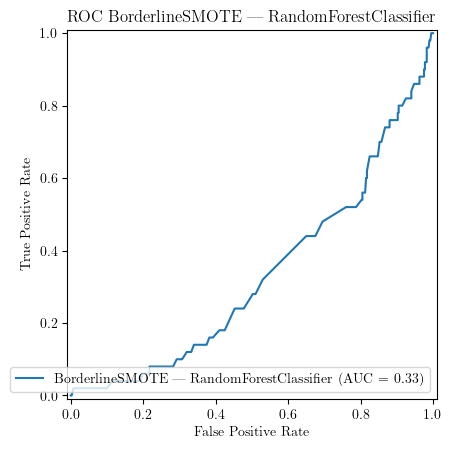 ROC BorderlineSMOTE — RandomForestClassifier
1.0
0.8
0.6
0.4
0.2
0.0
True Positive Rate
BorderlineSMOTE — RandomForestClassifier (AUC = 0.33)
0.0 0.2 0.4 0.6 0.8 1.0
False Positive Rate